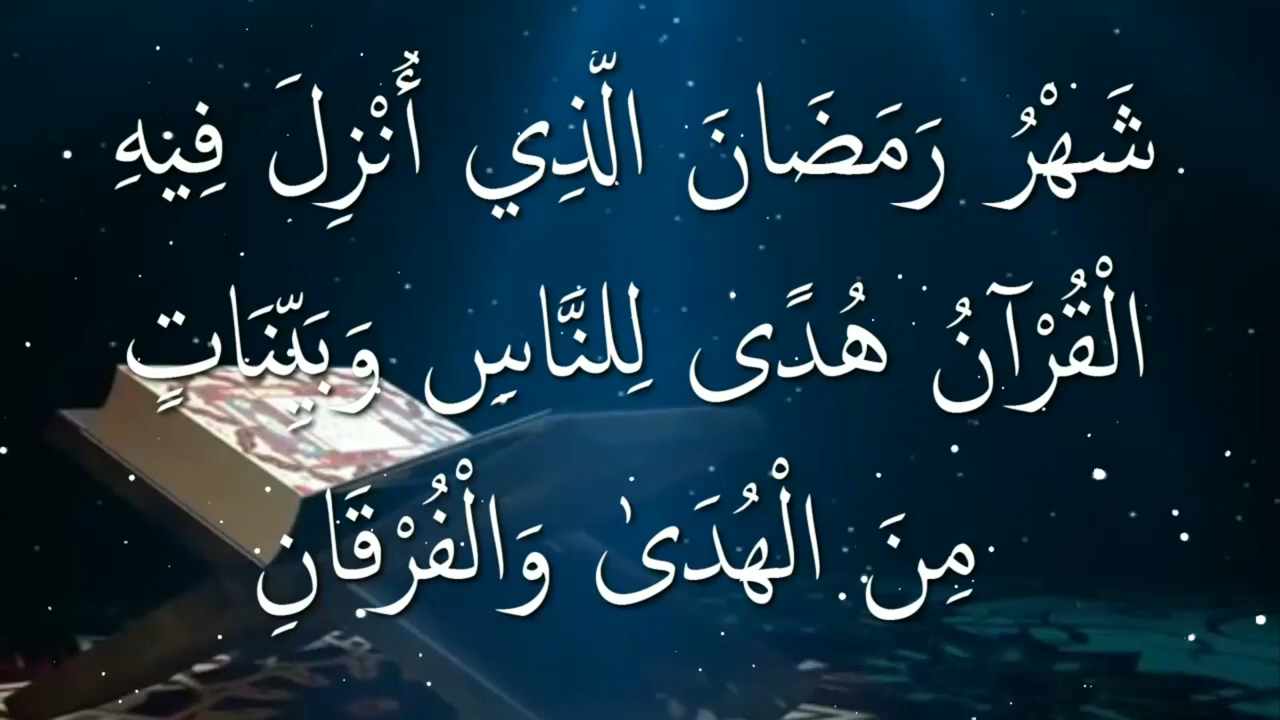 شَهْرُ رَمَضَانَ الَّذِي أُنْزِلَ فِيهِ
الْقُرْآنُ هُدًى لِلنَّاسِ وَبَيِّنَاتٍ
مِنَ الْهُدَىٰ وَالْفُرْقَانِ